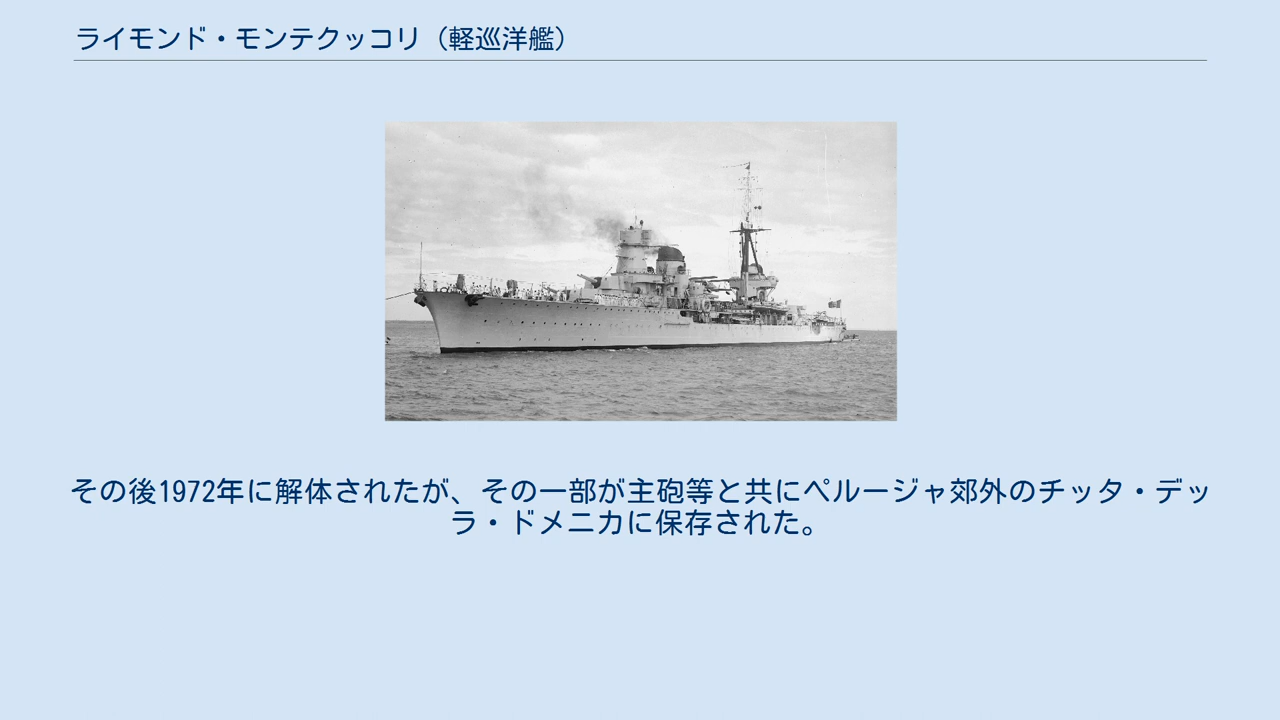 ライモンド・モンテクッコリ（軽巡洋艦）
その後1972年に解体されたが、その一部が主砲等と共にペルージャ郊外のチッタ・デッ
ラ・ドメニカに保存された。